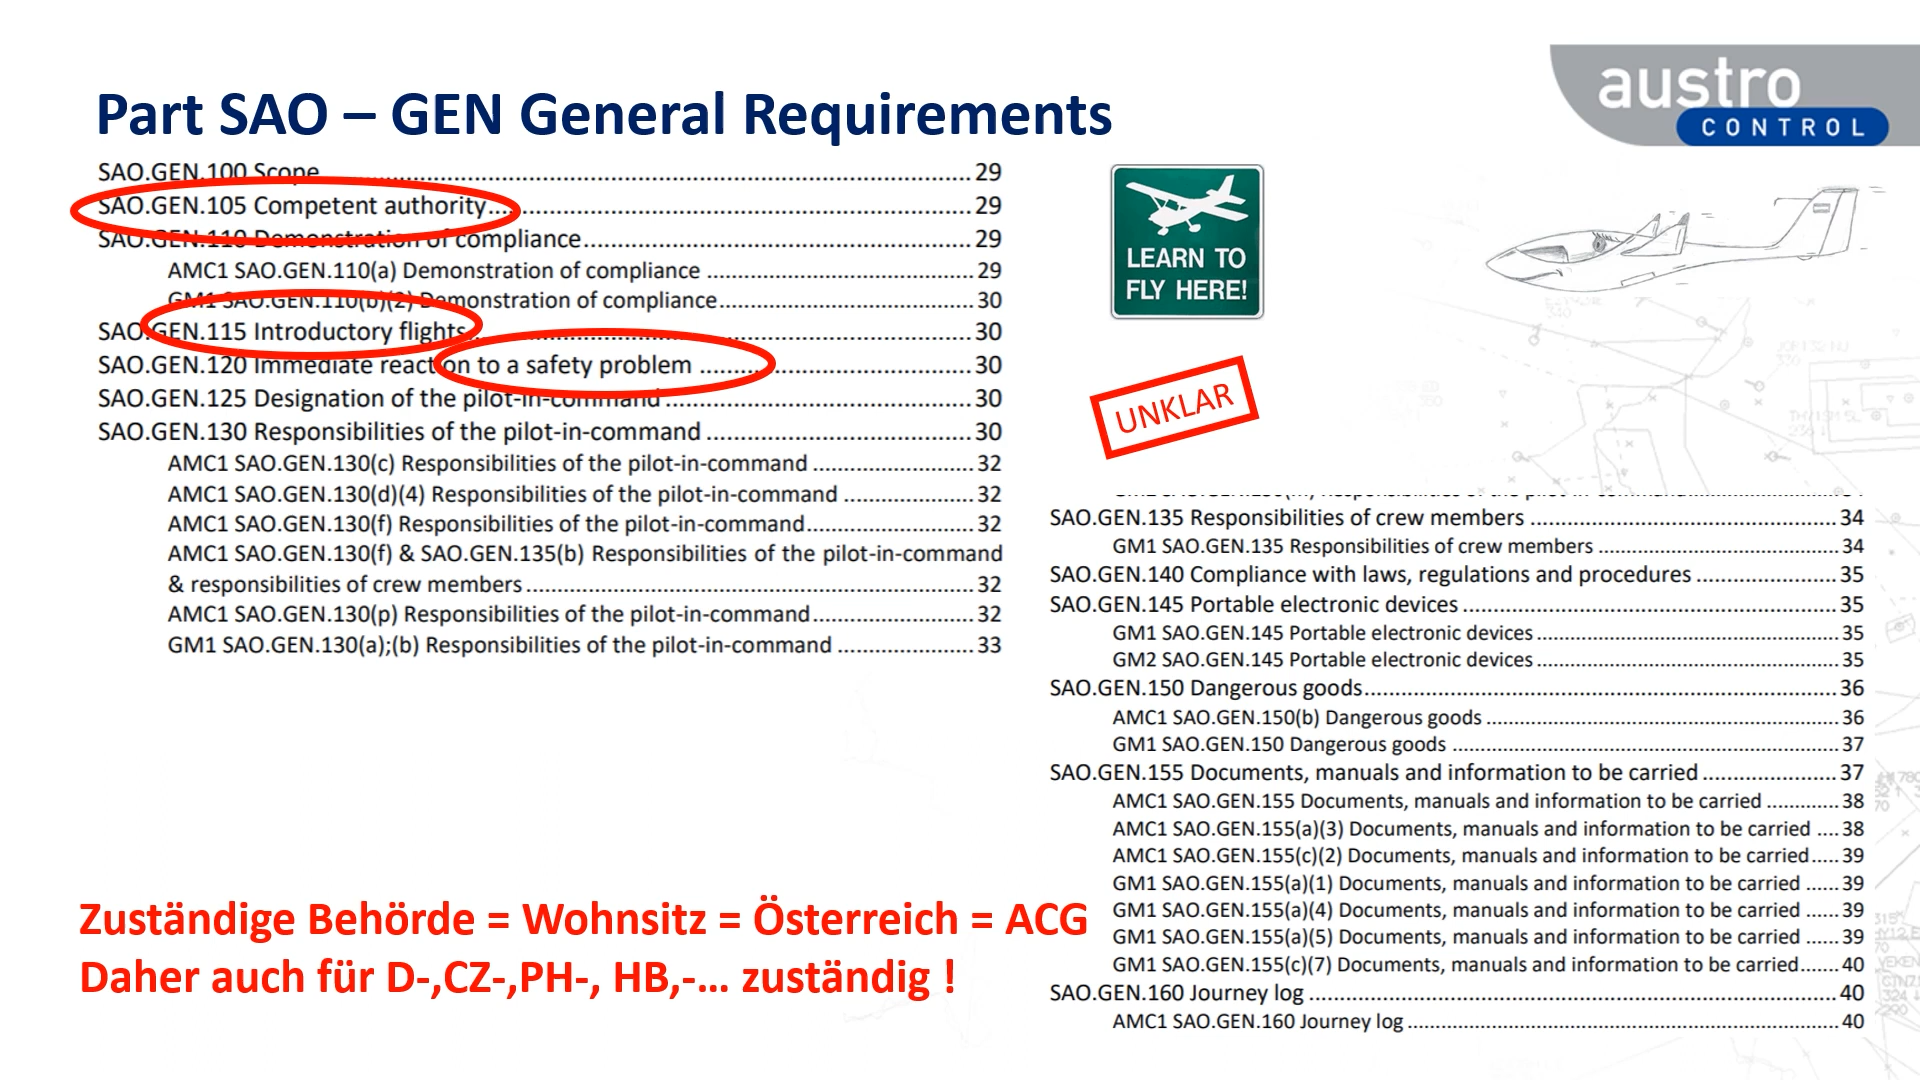 Part SAO – GEN General Requirements
austro
CONTROL
SAO.GEN.100 Scope ........ 29
SAO.GEN.105 Competent authority ........ 29
SAO.GEN.110 Demonstration of compliance ........ 29
AMC1 SAO.GEN.110(a) Demonstration of compliance ........ 29
GM1 SAO.GEN.110(b)(2) Demonstration of compliance ........ 30
SAO.GEN.115 Introductory flights ........ 30
SAO.GEN.120 Immediate reaction to a safety problem ........ 30
SAO.GEN.125 Designation of the pilot-in-command ........ 30
SAO.GEN.130 Responsibilities of the pilot-in-command ........ 30
AMC1 SAO.GEN.130(c) Responsibilities of the pilot-in-command ........ 32
AMC1 SAO.GEN.130(d)(4) Responsibilities of the pilot-in-command ........ 32
AMC1 SAO.GEN.130(f) Responsibilities of the pilot-in-command ........ 32
AMC1 SAO.GEN.130(f) & SAO.GEN.135(b) Responsibilities of the pilot-in-command
& responsibilities of crew members ........ 32
AMC1 SAO.GEN.130(p) Responsibilities of the pilot-in-command ........ 32
GM1 SAO.GEN.130(a);(b) Responsibilities of the pilot-in-command ........ 33
LEARN TO
FLY HERE!
UNKLAR
SAO.GEN.135 Responsibilities of crew members ........ 34
GM1 SAO.GEN.135 Responsibilities of crew members ........ 34
SAO.GEN.140 Compliance with laws, regulations and procedures ........ 35
SAO.GEN.145 Portable electronic devices ........ 35
GM1 SAO.GEN.145 Portable electronic devices ........ 35
GM2 SAO.GEN.145 Portable electronic devices ........ 35
SAO.GEN.150 Dangerous goods ........ 36
AMC1 SAO.GEN.150(b) Dangerous goods ........ 36
GM1 SAO.GEN.150 Dangerous goods ........ 37
SAO.GEN.155 Documents, manuals and information to be carried ........ 37
AMC1 SAO.GEN.155 Documents, manuals and information to be carried ........ 38
AMC1 SAO.GEN.155(a)(3) Documents, manuals and information to be carried .... 38
AMC1 SAO.GEN.155(c)(2) Documents, manuals and information to be carried ..... 39
GM1 SAO.GEN.155(a)(1) Documents, manuals and information to be carried ...... 39
GM1 SAO.GEN.155(a)(4) Documents, manuals and information to be carried ...... 39
GM1 SAO.GEN.155(a)(5) Documents, manuals and information to be carried ...... 39
GM1 SAO.GEN.155(c)(7) Documents, manuals and information to be carried ....... 40
SAO.GEN.160 Journey log ........ 40
AMC1 SAO.GEN.160 Journey log ........ 40
Zuständige Behörde = Wohnsitz = Österreich = ACG
Daher auch für D-,CZ-,PH-, HB,-... zuständig !